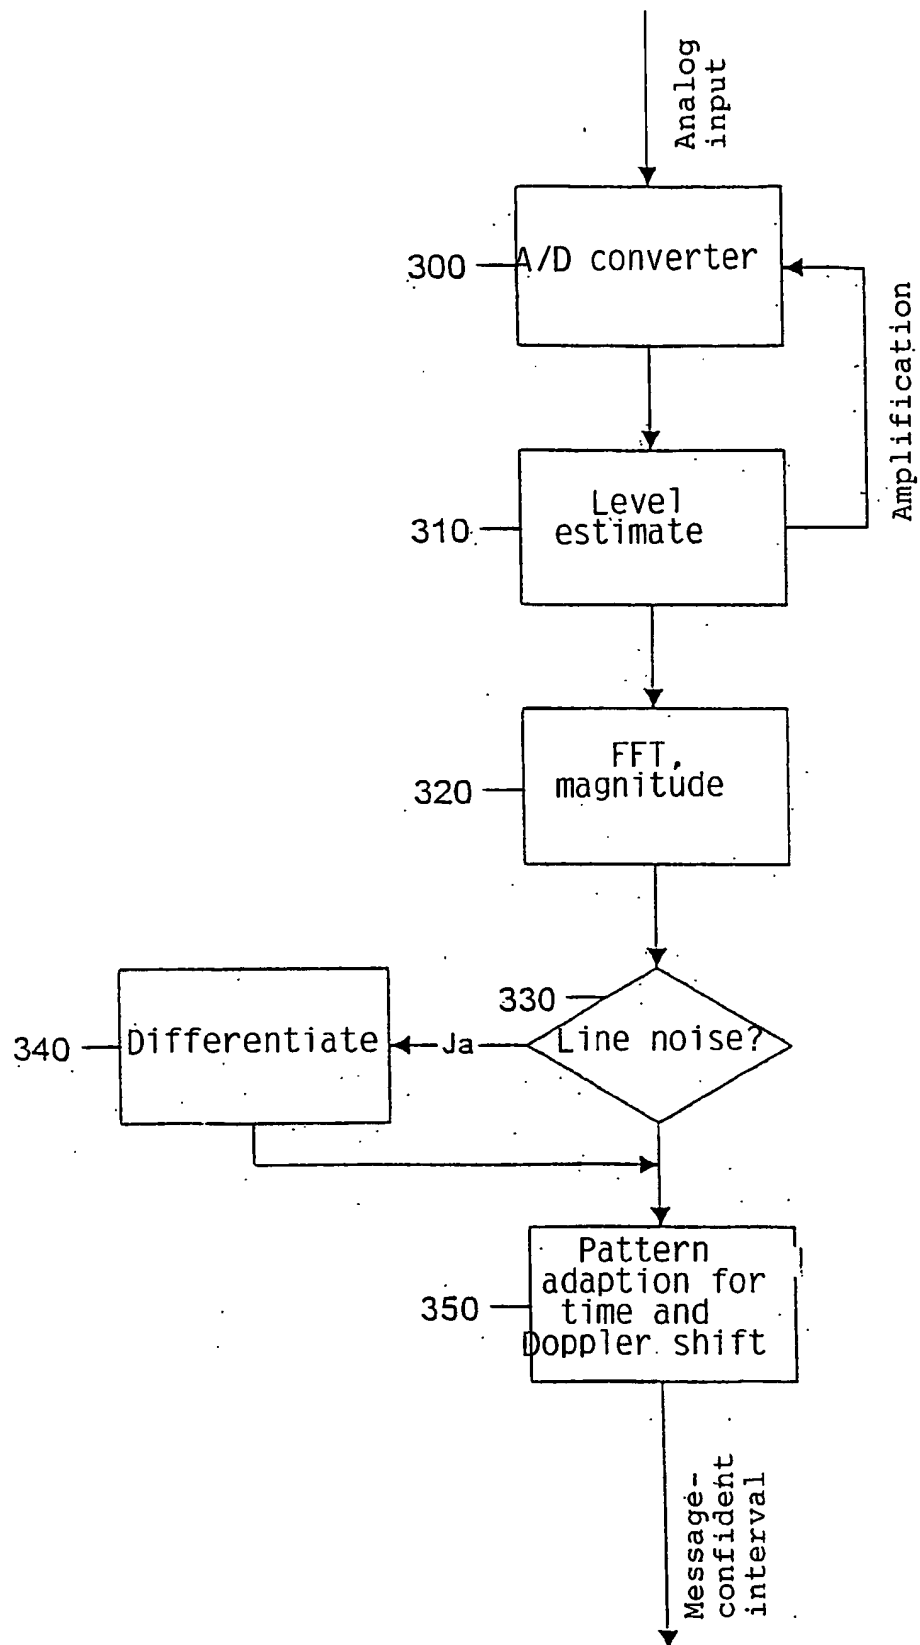 Analog
input
300
A/D converter
Amplification
310
Level
estimate
320
FFT,
magnitude
330
Line noise?
Ja
340
Differentiate
350
Pattern
adaption for
time and
Doppler shift
Message-
confident
interval